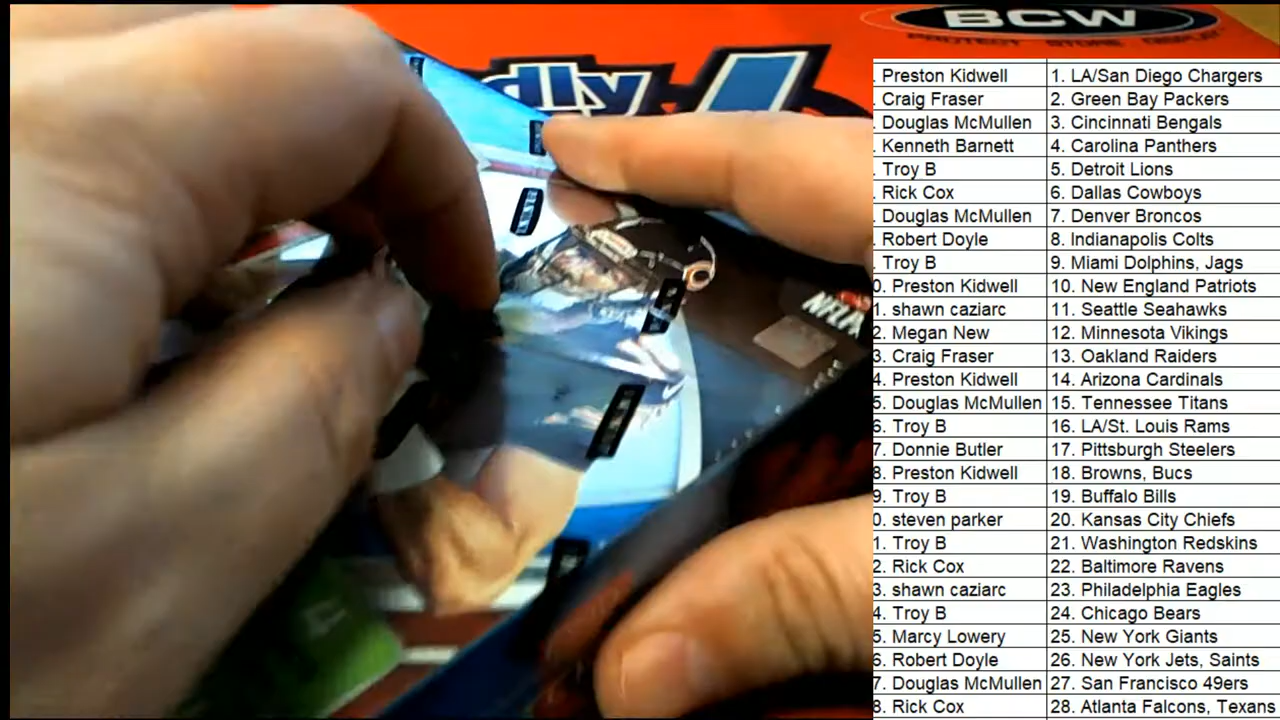 BCW
PROTECT STORE DISPLAY
dly
NFLPA
. Preston Kidwell 1. LA/San Diego Chargers
. Craig Fraser 2. Green Bay Packers
. Douglas McMullen 3. Cincinnati Bengals
. Kenneth Barnett 4. Carolina Panthers
. Troy B 5. Detroit Lions
. Rick Cox 6. Dallas Cowboys
. Douglas McMullen 7. Denver Broncos
. Robert Doyle 8. Indianapolis Colts
. Troy B 9. Miami Dolphins, Jags
0. Preston Kidwell 10. New England Patriots
1. shawn caziarc 11. Seattle Seahawks
2. Megan New 12. Minnesota Vikings
3. Craig Fraser 13. Oakland Raiders
4. Preston Kidwell 14. Arizona Cardinals
5. Douglas McMullen 15. Tennessee Titans
6. Troy B 16. LA/St. Louis Rams
7. Donnie Butler 17. Pittsburgh Steelers
8. Preston Kidwell 18. Browns, Bucs
9. Troy B 19. Buffalo Bills
0. steven parker 20. Kansas City Chiefs
1. Troy B 21. Washington Redskins
2. Rick Cox 22. Baltimore Ravens
3. shawn caziarc 23. Philadelphia Eagles
4. Troy B 24. Chicago Bears
5. Marcy Lowery 25. New York Giants
6. Robert Doyle 26. New York Jets, Saints
7. Douglas McMullen 27. San Francisco 49ers
8. Rick Cox 28. Atlanta Falcons, Texans